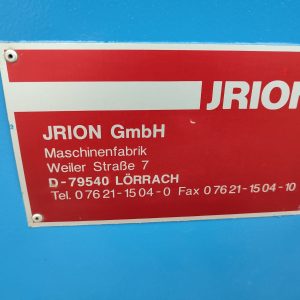 JRION
JRION GmbH
Maschinenfabrik
Weiler Straße 7
D-79540 LÖRRACH
Tel. 0 76 21-15 04-0 Fax 0 76 21-15 04-10